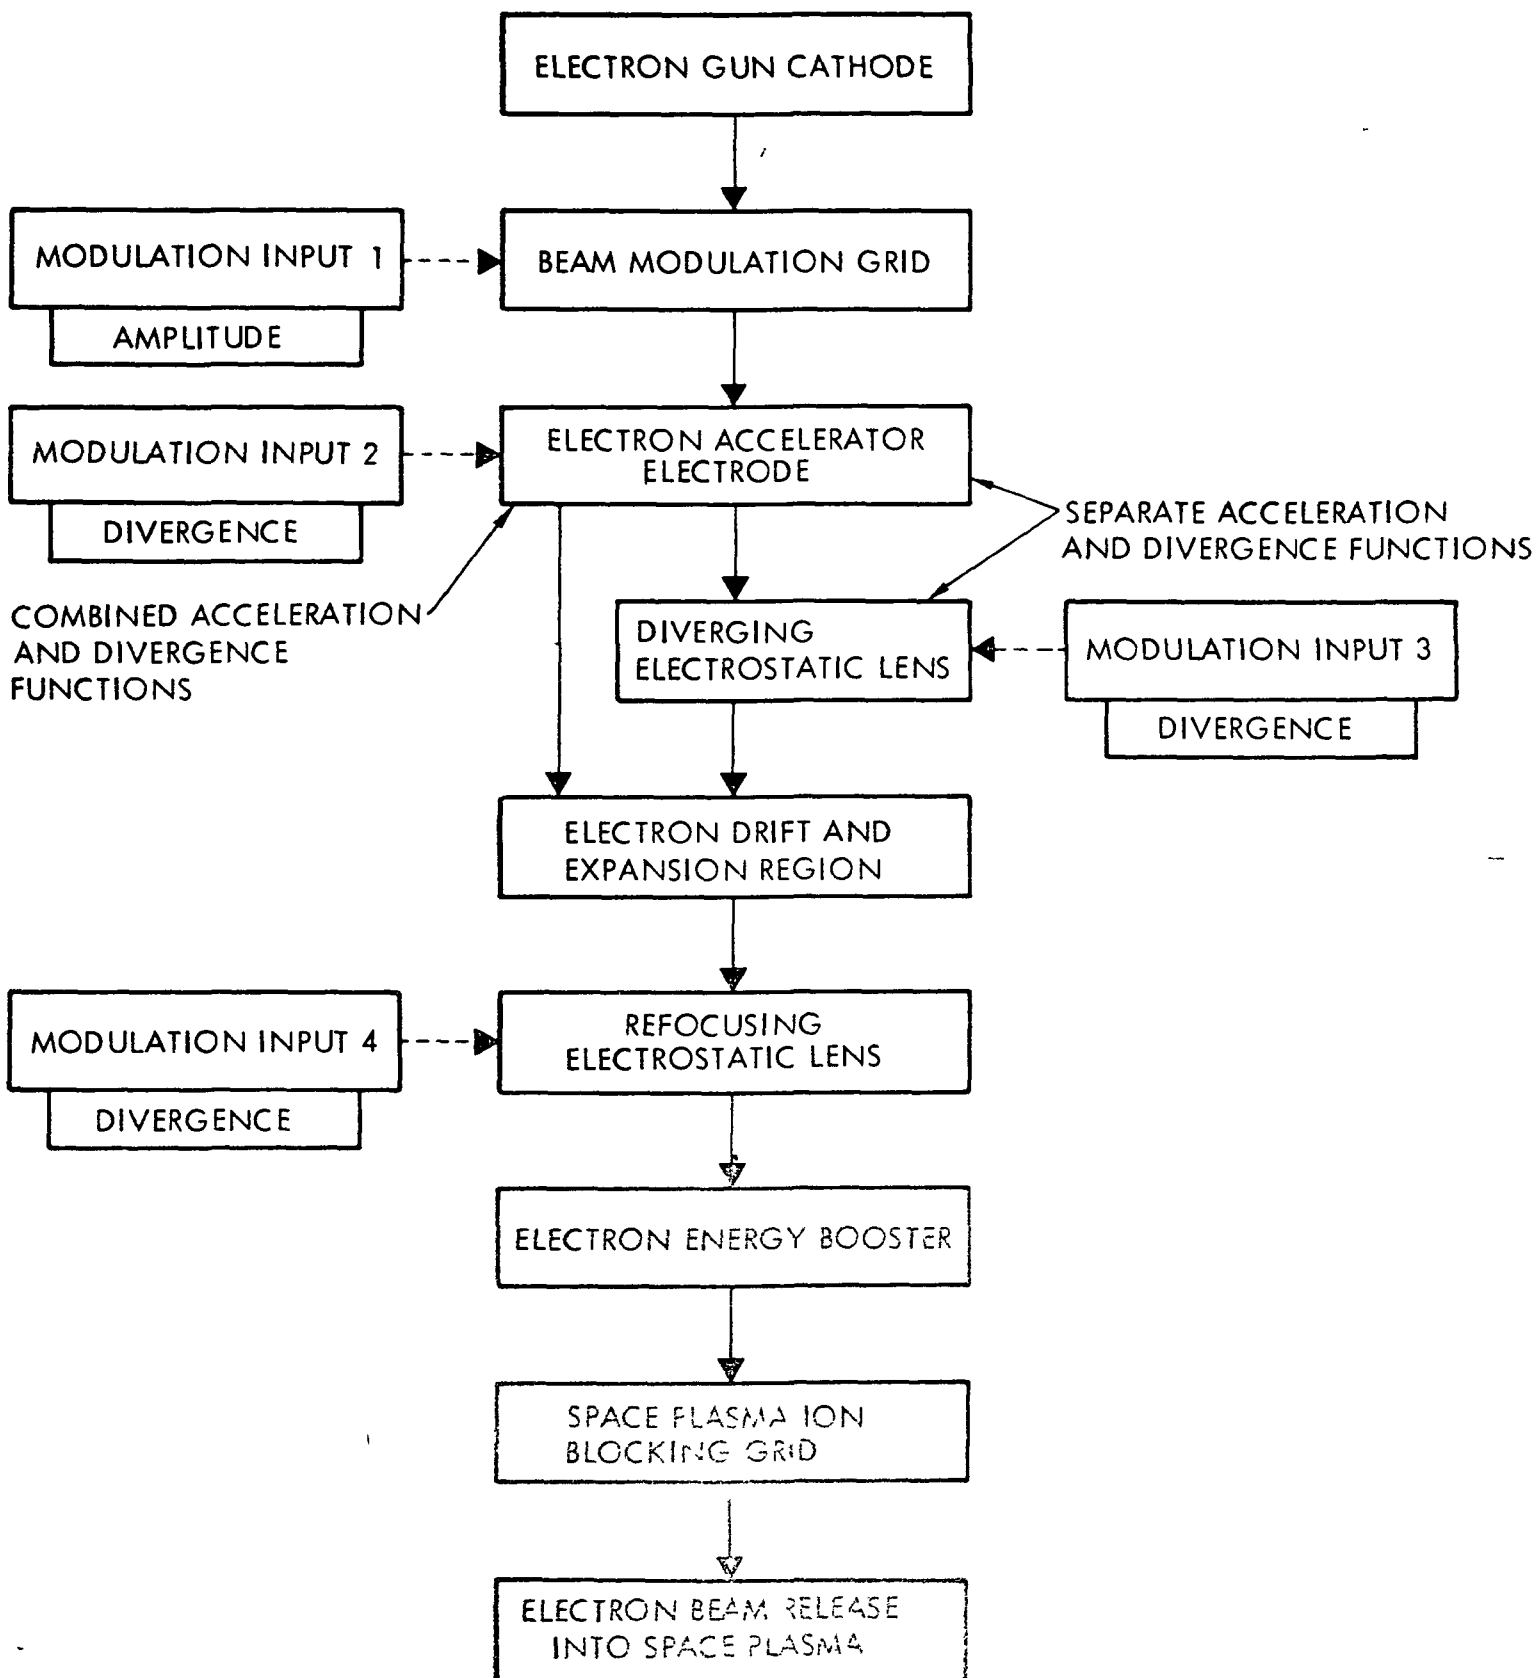 ELECTRON GUN CATHODE
MODULATION INPUT 1
AMPLITUDE
BEAM MODULATION GRID
MODULATION INPUT 2
DIVERGENCE
ELECTRON ACCELERATOR
ELECTRODE
SEPARATE ACCELERATION
AND DIVERGENCE FUNCTIONS
COMBINED ACCELERATION
AND DIVERGENCE
FUNCTIONS
DIVERGING
ELECTROSTATIC LENS
MODULATION INPUT 3
DIVERGENCE
ELECTRON DRIFT AND
EXPANSION REGION
MODULATION INPUT 4
DIVERGENCE
REFOCUSING
ELECTROSTATIC LENS
ELECTRON ENERGY BOOSTER
SPACE PLASMA ION
BLOCKING GRID
ELECTRON BEAM RELEASE
INTO SPACE PLASMA